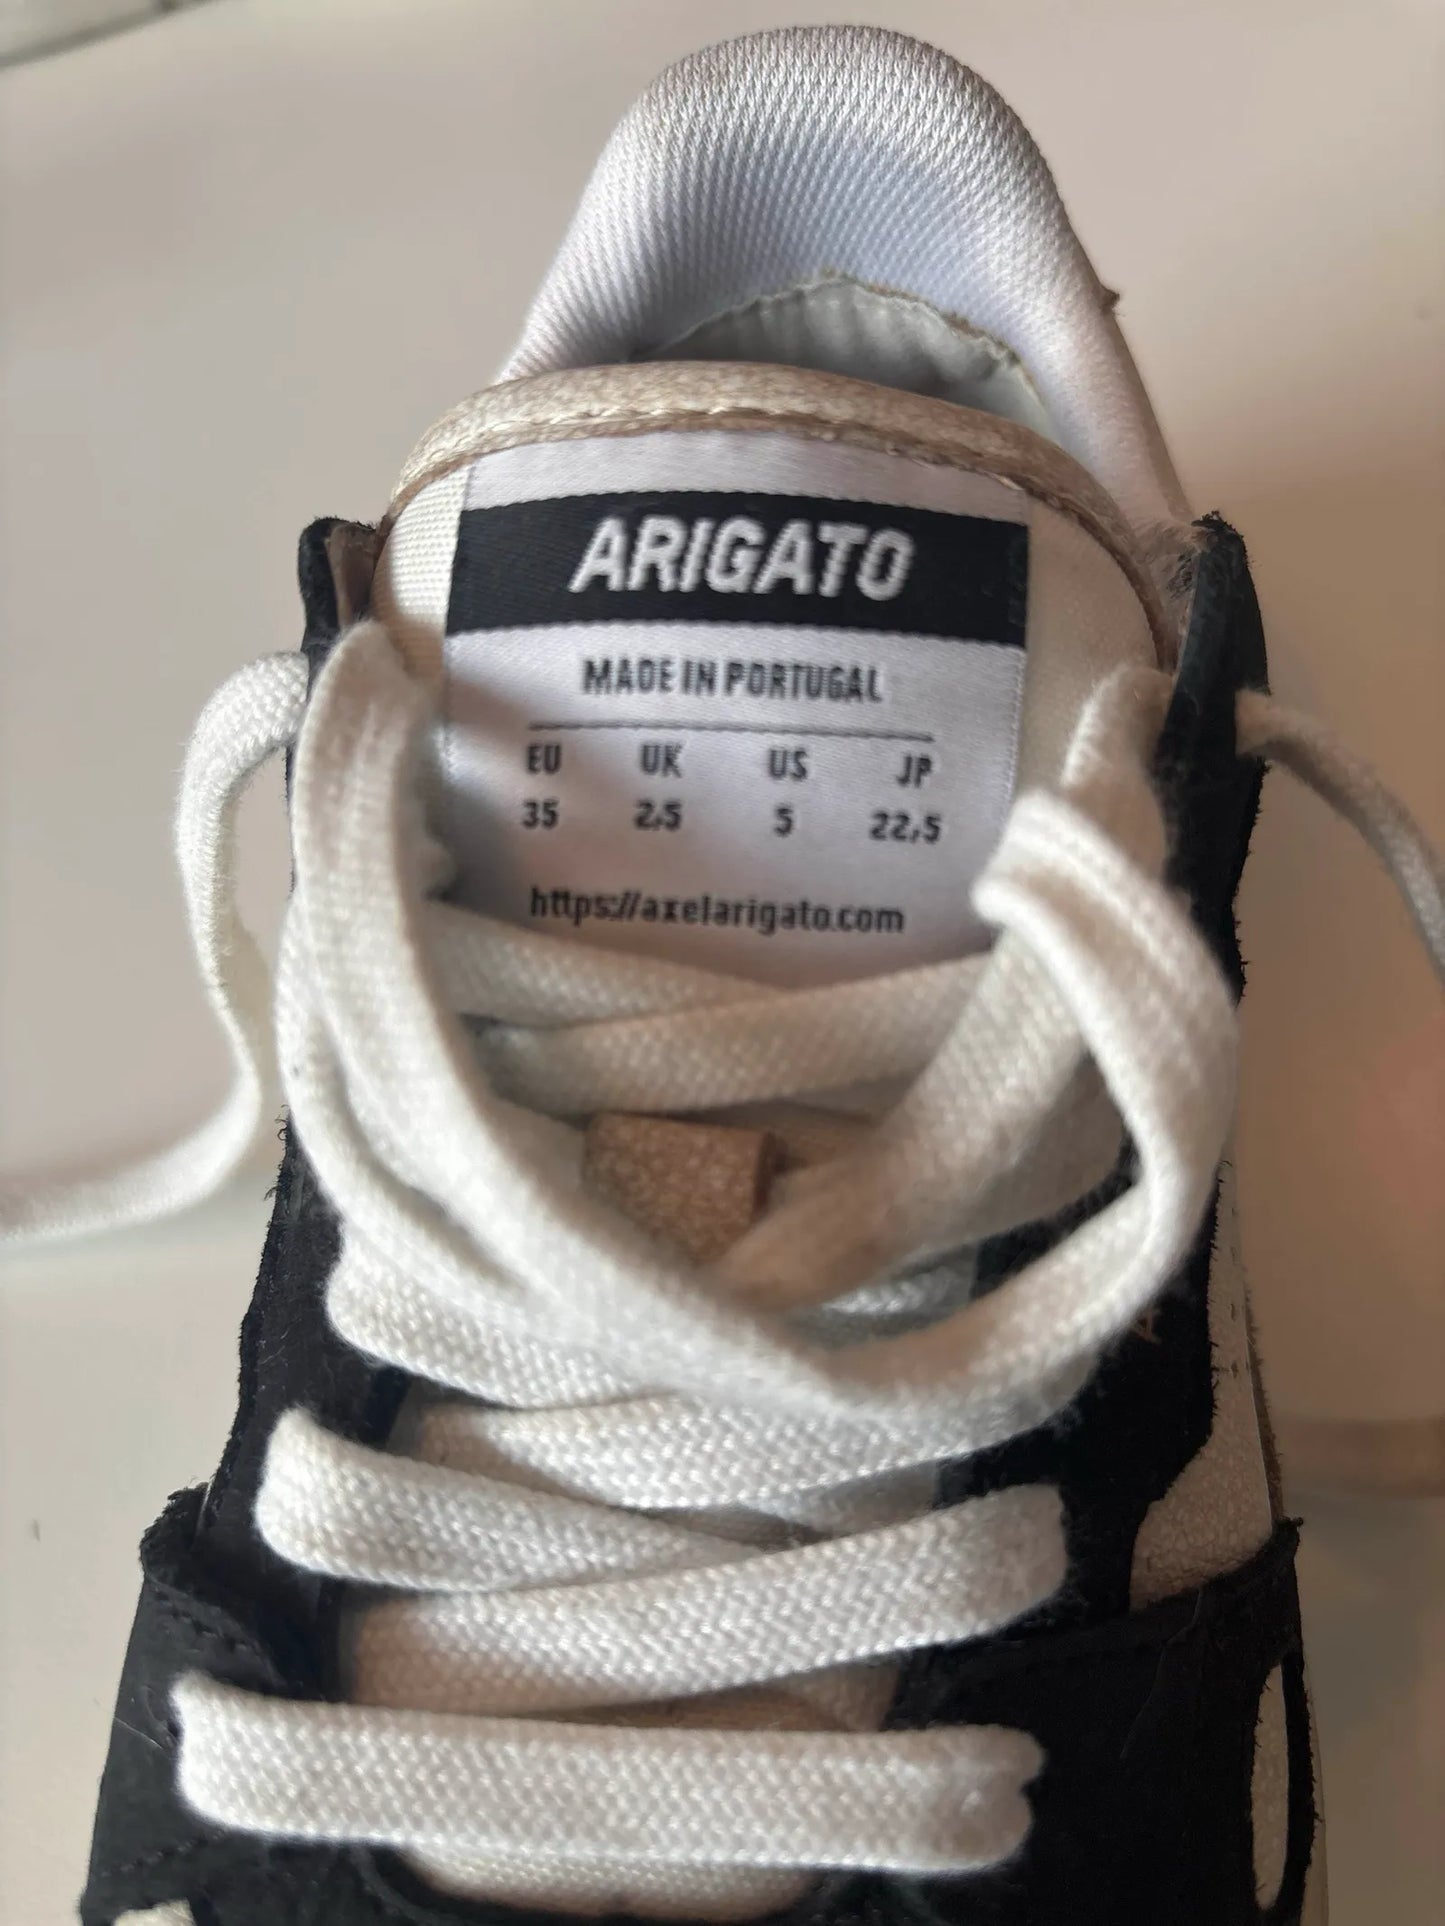 ARIGATO
MADE IN PORTUGAL
EU UK US JP
35 2,5 5 22,5
https://axelarigato.com